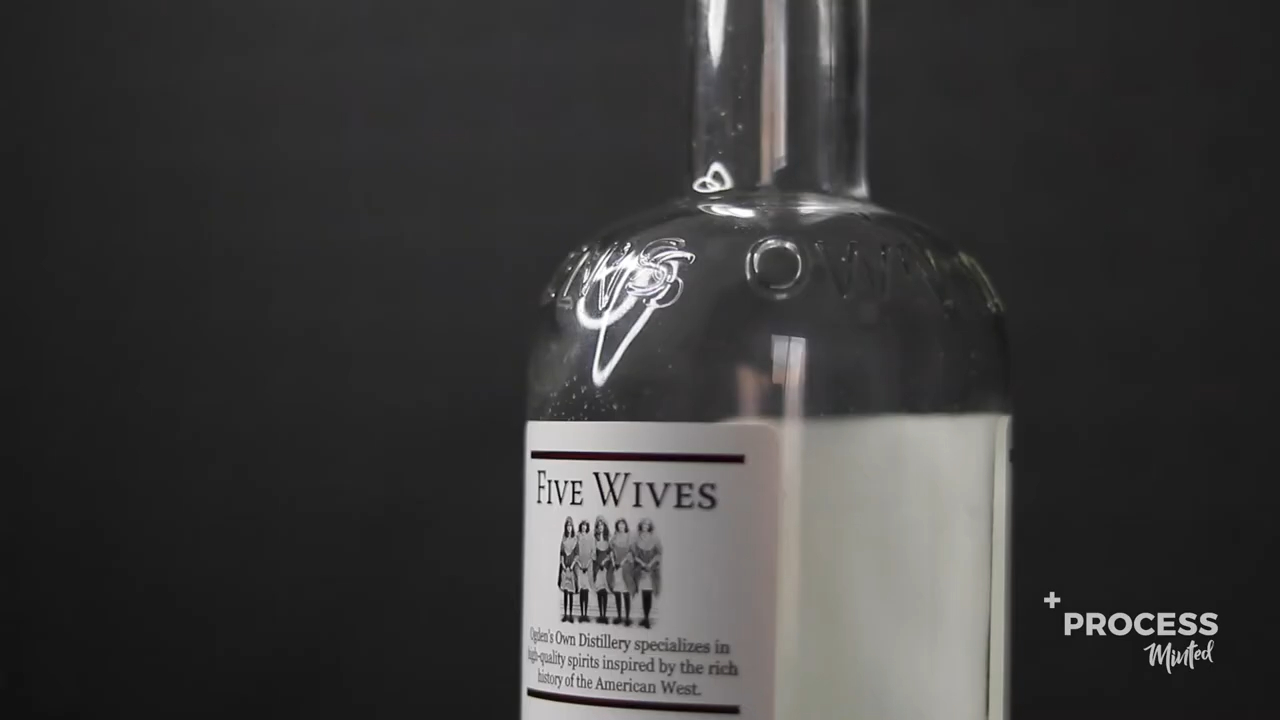 OWN
FIVE WIVES
Ogden's Own Distillery specializes in
high-quality spirits inspired by the rich
history of the American West.
+PROCESS
Minted